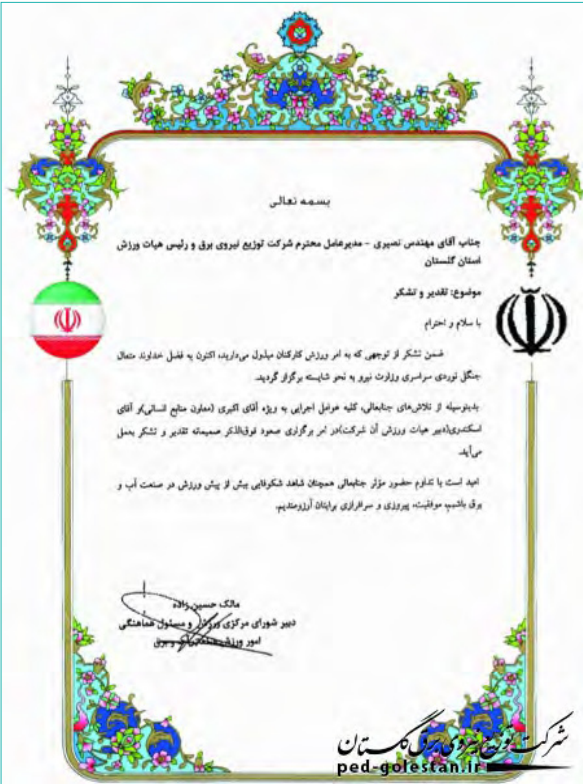 بسمه تعالی
جناب آقای مهندس نصیری - مدیرعامل محترم شرکت توزیع نیروی برق و رئیس هیات ورزش
استان گلستان
موضوع: تقدیر و تشکر
با سلام و احترام
ضمن تشکر از توجهی که به امر ورزش کارکنان مبذول می‌دارید، اکنون به فضل خداوند متعال
جنگل نوردی سراسری وزارت نیرو به نحو شایسته برگزار گردید.
بدینوسیله از تلاش‌های جنابعالی، کلیه عوامل اجرایی به ویژه آقای اکبری (معاون منابع انسانی)و آقای
اسکندری(دبیر هیات ورزش آن شرکت)در امر برگزاری صعود فوق‌الذکر صمیمانه تقدیر و تشکر بعمل
می‌آید.
امید است با تداوم حضور مؤثر جنابعالی همچنان شاهد شکوفایی بیش از پیش ورزش در صنعت آب و
برق باشیم، موفقیت، پیروزی و سرافرازی برایتان آرزومندیم.
مالک حسین زاده
دبیر شورای مرکزی ورزش و مسئول هماهنگی
امور ورزش صنعت آب و برق
شرکت توزیع نیروی برق گلستان
ped-golestan.ir